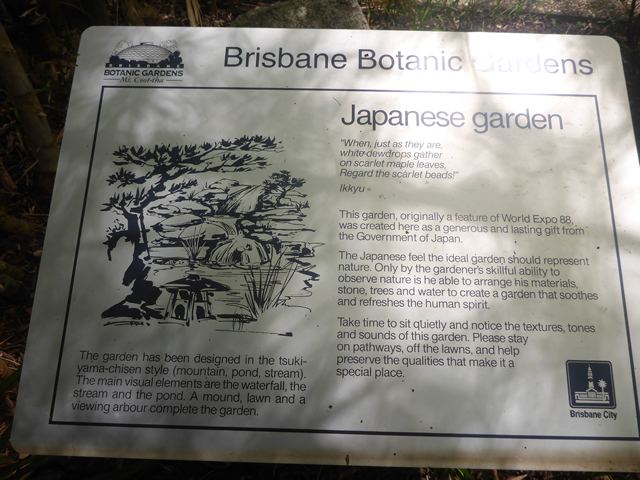 BOTANIC GARDENS
Mt. Coot-tha
Brisbane Botanic Gardens
Japanese garden
"When, just as they are,
white dewdrops gather
on scarlet maple leaves,
Regard the scarlet beads!"
Ikkyu
This garden, originally a feature of World Expo 88,
was created here as a generous and lasting gift from
the Government of Japan.
The Japanese feel the ideal garden should represent
nature. Only by the gardener's skillful ability to
observe nature is he able to arrange his materials,
stone, trees and water to create a garden that soothes
and refreshes the human spirit.
Take time to sit quietly and notice the textures, tones
and sounds of this garden. Please stay
on pathways, off the lawns, and help
preserve the qualities that make it a
special place.
The garden has been designed in the tsuki-
yama-chisen style (mountain, pond, stream).
The main visual elements are the waterfall, the
stream and the pond. A mound, lawn and a
viewing arbour complete the garden.
Brisbane City